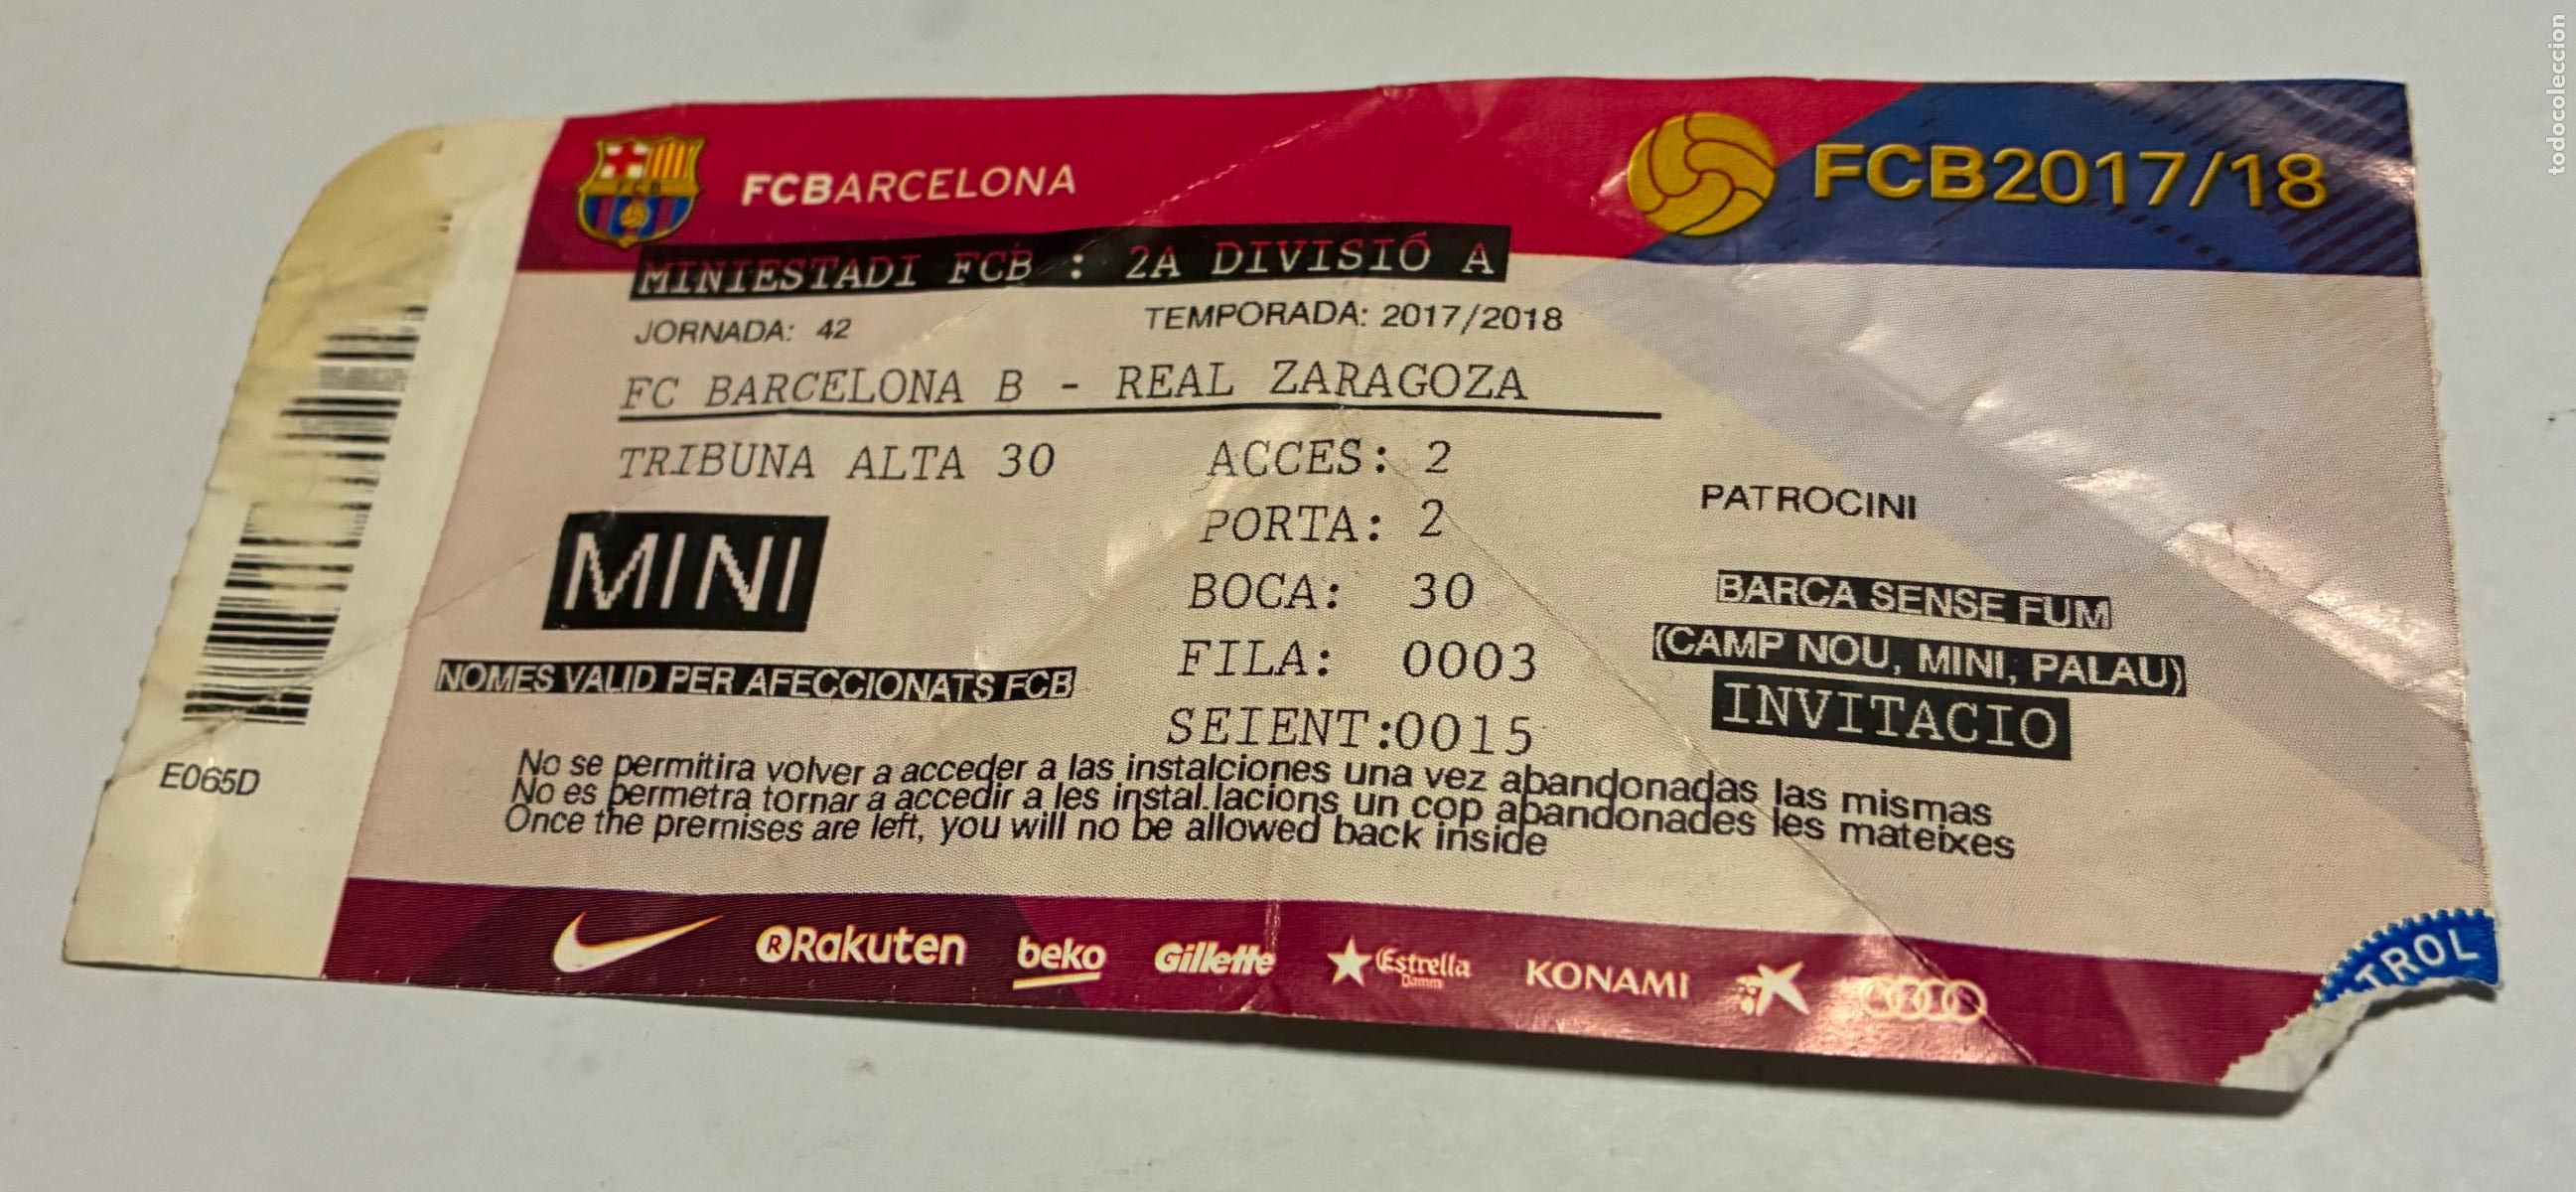 todocoleccion
FCB
FCBARCELONA
FCB2017/18
MINIESTADI FCB : 2A DIVISIÓ A
JORNADA: 42
TEMPORADA: 2017/2018
FC BARCELONA B - REAL ZARAGOZA
TRIBUNA ALTA 30
ACCES: 2
PORTA: 2
BOCA: 30
FILA: 0003
SEIENT:0015
MINI
NOMES VALID PER AFECCIONATS FCB
PATROCINI
BARCA SENSE FUM
(CAMP NOU, MINI, PALAU)
INVITACIO
No se permitira volver a acceder a las instalciones una vez abandonadas las mismas
No es permetra tornar a accedir a les instal.lacions un cop abandonades les mateixes
Once the premises are left, you will no be allowed back inside
E065D
R Rakuten
beko
Gillette
Estrella
Damm
KONAMI
TROL